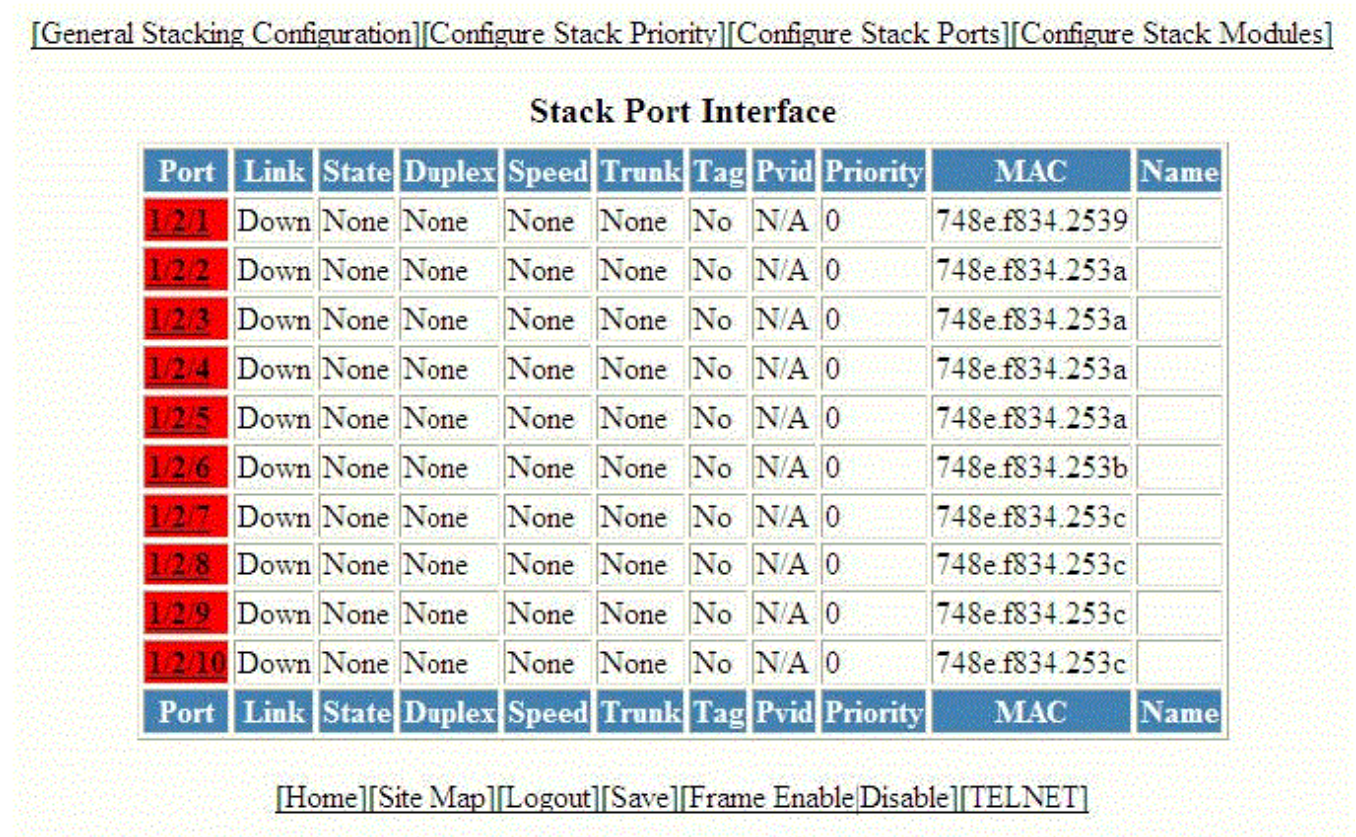 [General Stacking Configuration][Configure Stack Priority][Configure Stack Ports][Configure Stack Modules]
Stack Port Interface
Port Link State Duplex Speed Trunk Tag Pvid Priority MAC Name
1/2/1 Down None None None None No N/A 0 748e.f834.2539
1/2/2 Down None None None None No N/A 0 748e.f834.253a
1/2/3 Down None None None None No N/A 0 748e.f834.253a
1/2/4 Down None None None None No N/A 0 748e.f834.253a
1/2/5 Down None None None None No N/A 0 748e.f834.253a
1/2/6 Down None None None None No N/A 0 748e.f834.253b
1/2/7 Down None None None None No N/A 0 748e.f834.253c
1/2/8 Down None None None None No N/A 0 748e.f834.253c
1/2/9 Down None None None None No N/A 0 748e.f834.253c
1/2/10 Down None None None None No N/A 0 748e.f834.253c
Port Link State Duplex Speed Trunk Tag Pvid Priority MAC Name
[Home][Site Map][Logout][Save][Frame Enable|Disable][TELNET]